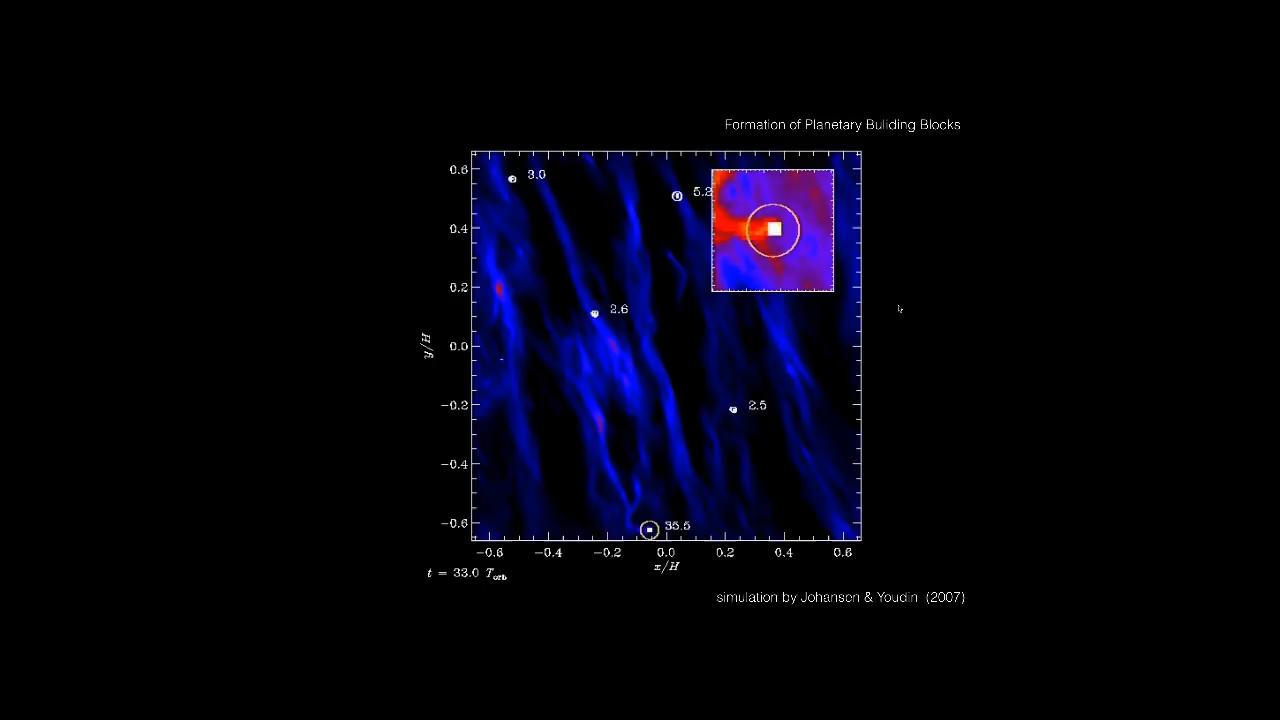 Formation of Planetary Buliding Blocks
0.6
3.0
5.2
0.4
0.2
2.6
y/H
0.0
−0.2
2.5
−0.4
−0.6
35.5
−0.6 −0.4 −0.2 0.0 0.2 0.4 0.6
x/H
t = 33.0 Torb
simulation by Johansen & Youdin (2007)